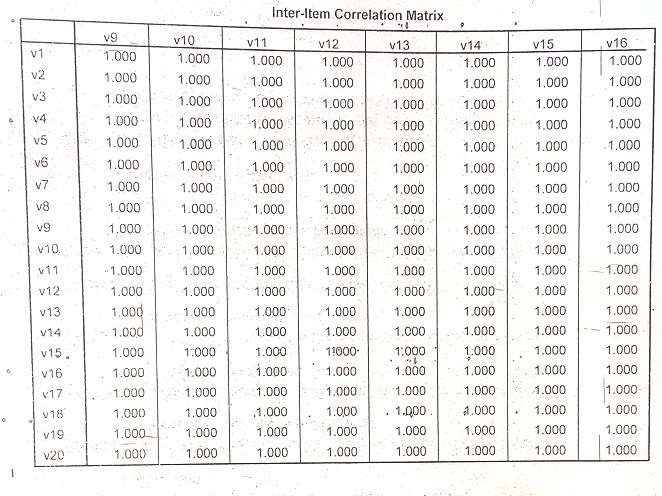 Inter-Item Correlation Matrix
v9 v10 v11 v12 v13 v14 v15 v16
v1 1.000 1.000 1.000 1.000 1.000 1.000 1.000 1.000
v2 1.000 1.000 1.000 1.000 1.000 1.000 1.000 1.000
v3 1.000 1.000 1.000 1.000 1.000 1.000 1.000 1.000
v4 1.000 1.000 1.000 1.000 1.000 1.000 1.000 1.000
v5 1.000 1.000 1.000 1.000 1.000 1.000 1.000 1.000
v6 1.000 1.000 1.000 1.000 1.000 1.000 1.000 1.000
v7 1.000 1.000 1.000 1.000 1.000 1.000 1.000 1.000
v8 1.000 1.000 1.000 1.000 1.000 1.000 1.000 1.000
v9 1.000 1.000 1.000 1.000 1.000 1.000 1.000 1.000
v10 1.000 1.000 1.000 1.000 1.000 1.000 1.000 1.000
v11 1.000 1.000 1.000 1.000 1.000 1.000 1.000 1.000
v12 1.000 1.000 1.000 1.000 1.000 1.000 1.000 1.000
v13 1.000 1.000 1.000 1.000 1.000 1.000 1.000 1.000
v14 1.000 1.000 1.000 1.000 1.000 1.000 1.000 1.000
v15 1.000 1.000 1.000 1.000 1.000 1.000 1.000 1.000
v16 1.000 1.000 1.000 1.000 1.000 1.000 1.000 1.000
v17 1.000 1.000 1.000 1.000 1.000 1.000 1.000 1.000
v18 1.000 1.000 1.000 1.000 1.000 1.000 1.000 1.000
v19 1.000 1.000 1.000 1.000 1.000 1.000 1.000 1.000
v20 1.000 1.000 1.000 1.000 1.000 1.000 1.000 1.000